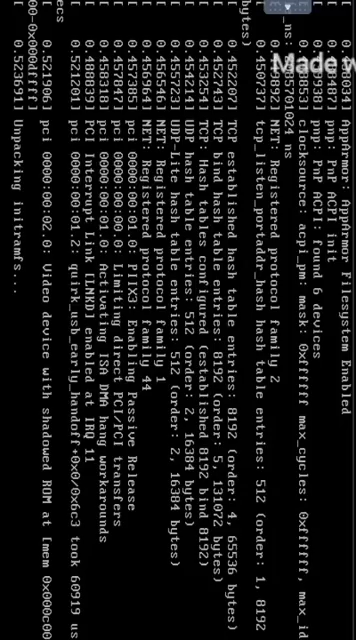 0.380341 AppArmor: AppArmor Filesystem Enabled
pnp: PnP ACPI init
pnp: PnP ACPI: found 6 devices
clocksource: acpi_pm: mask: 0xffffff max_cycles: 0xffffff, max_id
_ns: 2085701024 ns
NET: Registered protocol family 2
[ 0.450737] tcp_listen_portaddr_hash hash table entries: 512 (order: 1, 8192
bytes)
[ 0.452207] TCP established hash table entries: 8192 (order: 4, 65536 bytes)
[ 0.452743] TCP bind hash table entries: 8192 (order: 5, 131072 bytes)
[ 0.453254] TCP: Hash tables configured (established 8192 bind 8192)
[ 0.454214] UDP hash table entries: 512 (order: 2, 16384 bytes)
[ 0.455723] UDP-Lite hash table entries: 512 (order: 2, 16384 bytes)
[ 0.456546] NET: Registered protocol family 1
[ 0.456964] NET: Registered protocol family 44
[ 0.457385] pci 0000:00:01.0: PIIX3: Enabling Passive Release
[ 0.457847] pci 0000:00:00.0: Limiting direct PCI/PCI transfers
[ 0.458318] pci 0000:00:01.0: Activating ISA DMA hang workarounds
[ 0.488839] PCI Interrupt Link [LNKD] enabled at IRQ 11
[ 0.521201] pci 0000:00:01.2: quirk_usb_early_handoff+0x0/0x6c3 took 60919 us
ecs
[ 0.521906] pci 0000:00:02.0: Video device with shadowed ROM at [mem 0x000c00
00-0x000dffff]
[ 0.523691] Unpacking initramfs...
Made w